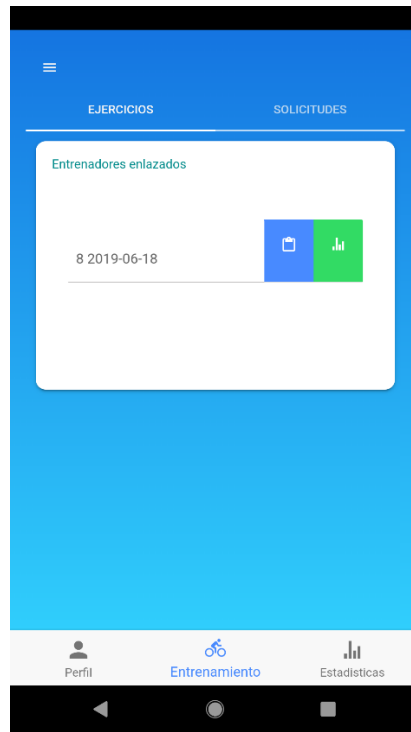 EJERCICIOS
SOLICITUDES
Entrenadores enlazados
8 2019-06-18
Perfil
Entrenamiento
Estadisticas